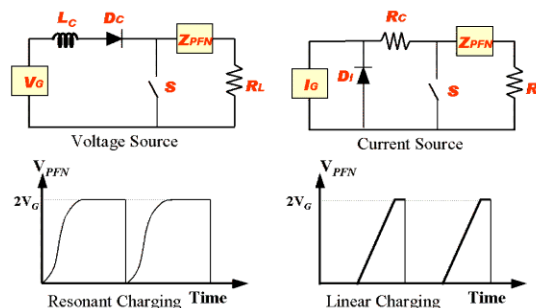 LC DC ZPFN
VG S RL
Voltage Source
RC ZPFN
IG DI S R
Current Source
VPFN
2VG
Resonant Charging Time
VPFN
2VG
Linear Charging Time